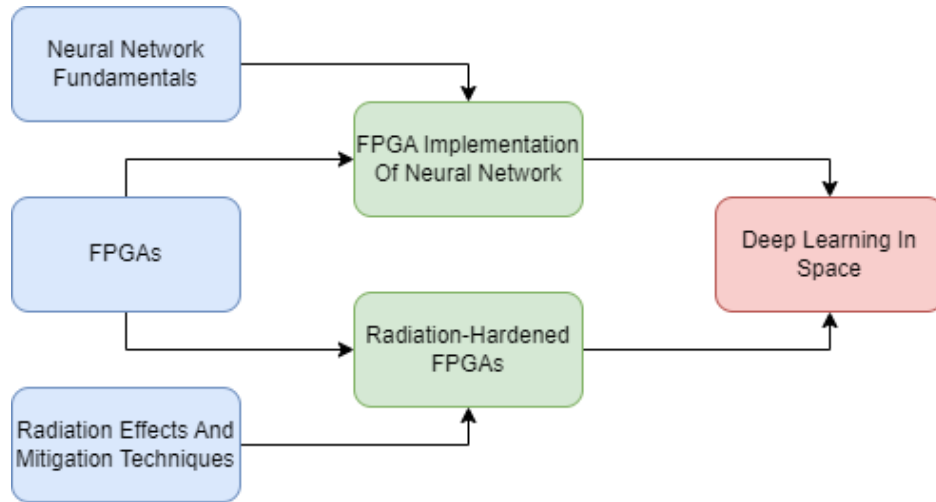 Neural Network
Fundamentals
FPGA Implementation
Of Neural Network
FPGAs
Deep Learning In
Space
Radiation-Hardened
FPGAs
Radiation Effects And
Mitigation Techniques